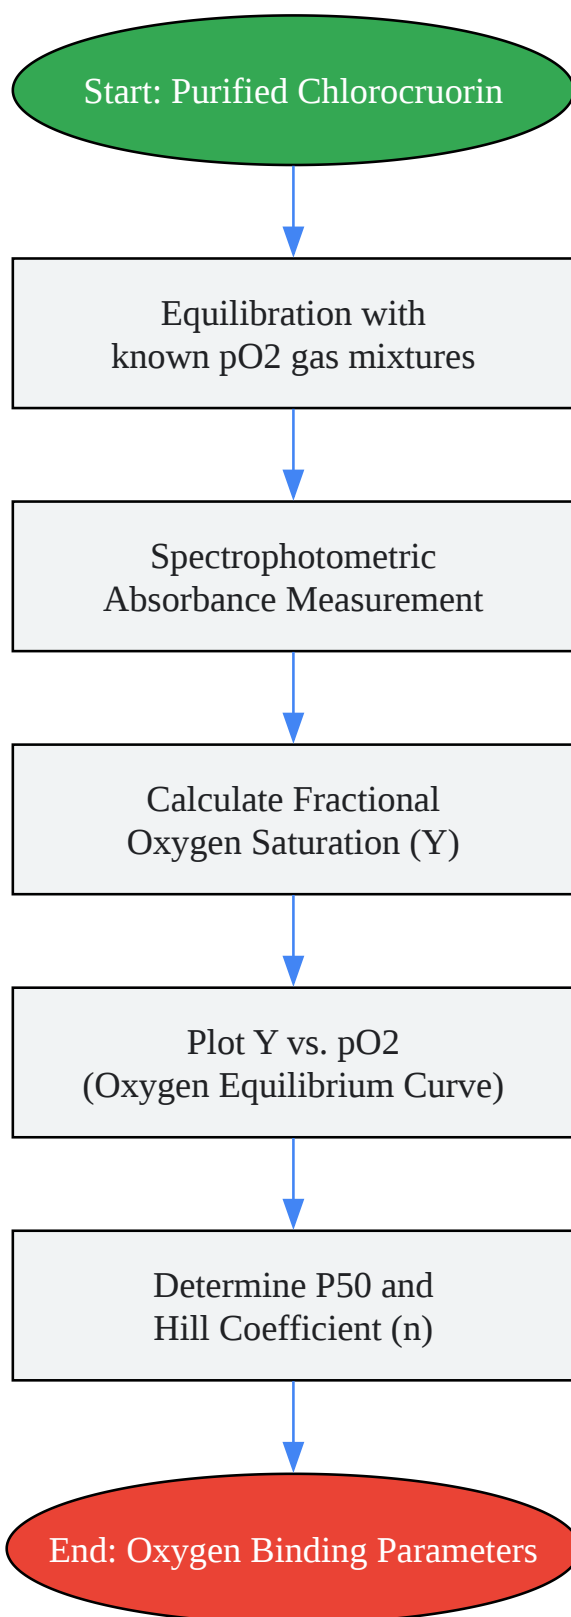 Start: Purified Chlorocruorin
Equilibration with
known pO2 gas mixtures
Spectrophotometric
Absorbance Measurement
Calculate Fractional
Oxygen Saturation (Y)
Plot Y vs. pO2
(Oxygen Equilibrium Curve)
Determine P50 and
Hill Coefficient (n)
End: Oxygen Binding Parameters